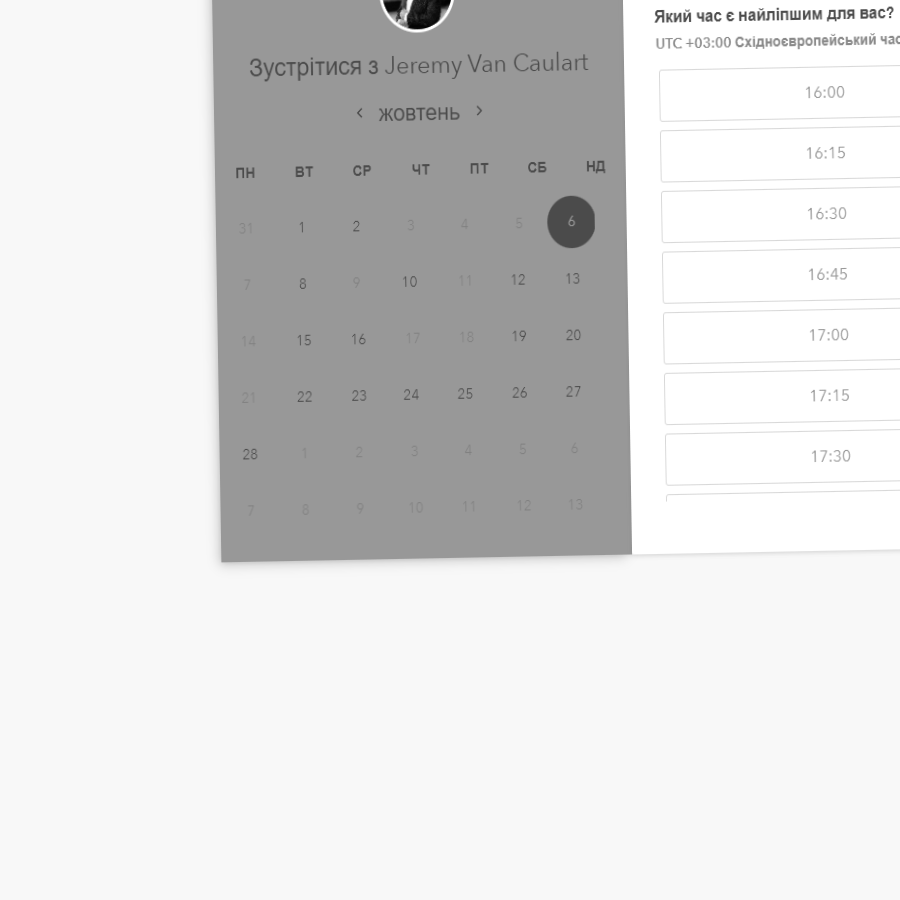 Зустрітися з Jeremy Van Caulart
‹ жовтень ›
ПН ВТ СР ЧТ ПТ СБ НД
31 1 2 3 4 5 6
7 8 9 10 11 12 13
14 15 16 17 18 19 20
21 22 23 24 25 26 27
28 1 2 3 4 5 6
7 8 9 10 11 12 13
Який час є найліпшим для вас?
UTC +03:00 Східноєвропейський час
16:00
16:15
16:30
16:45
17:00
17:15
17:30